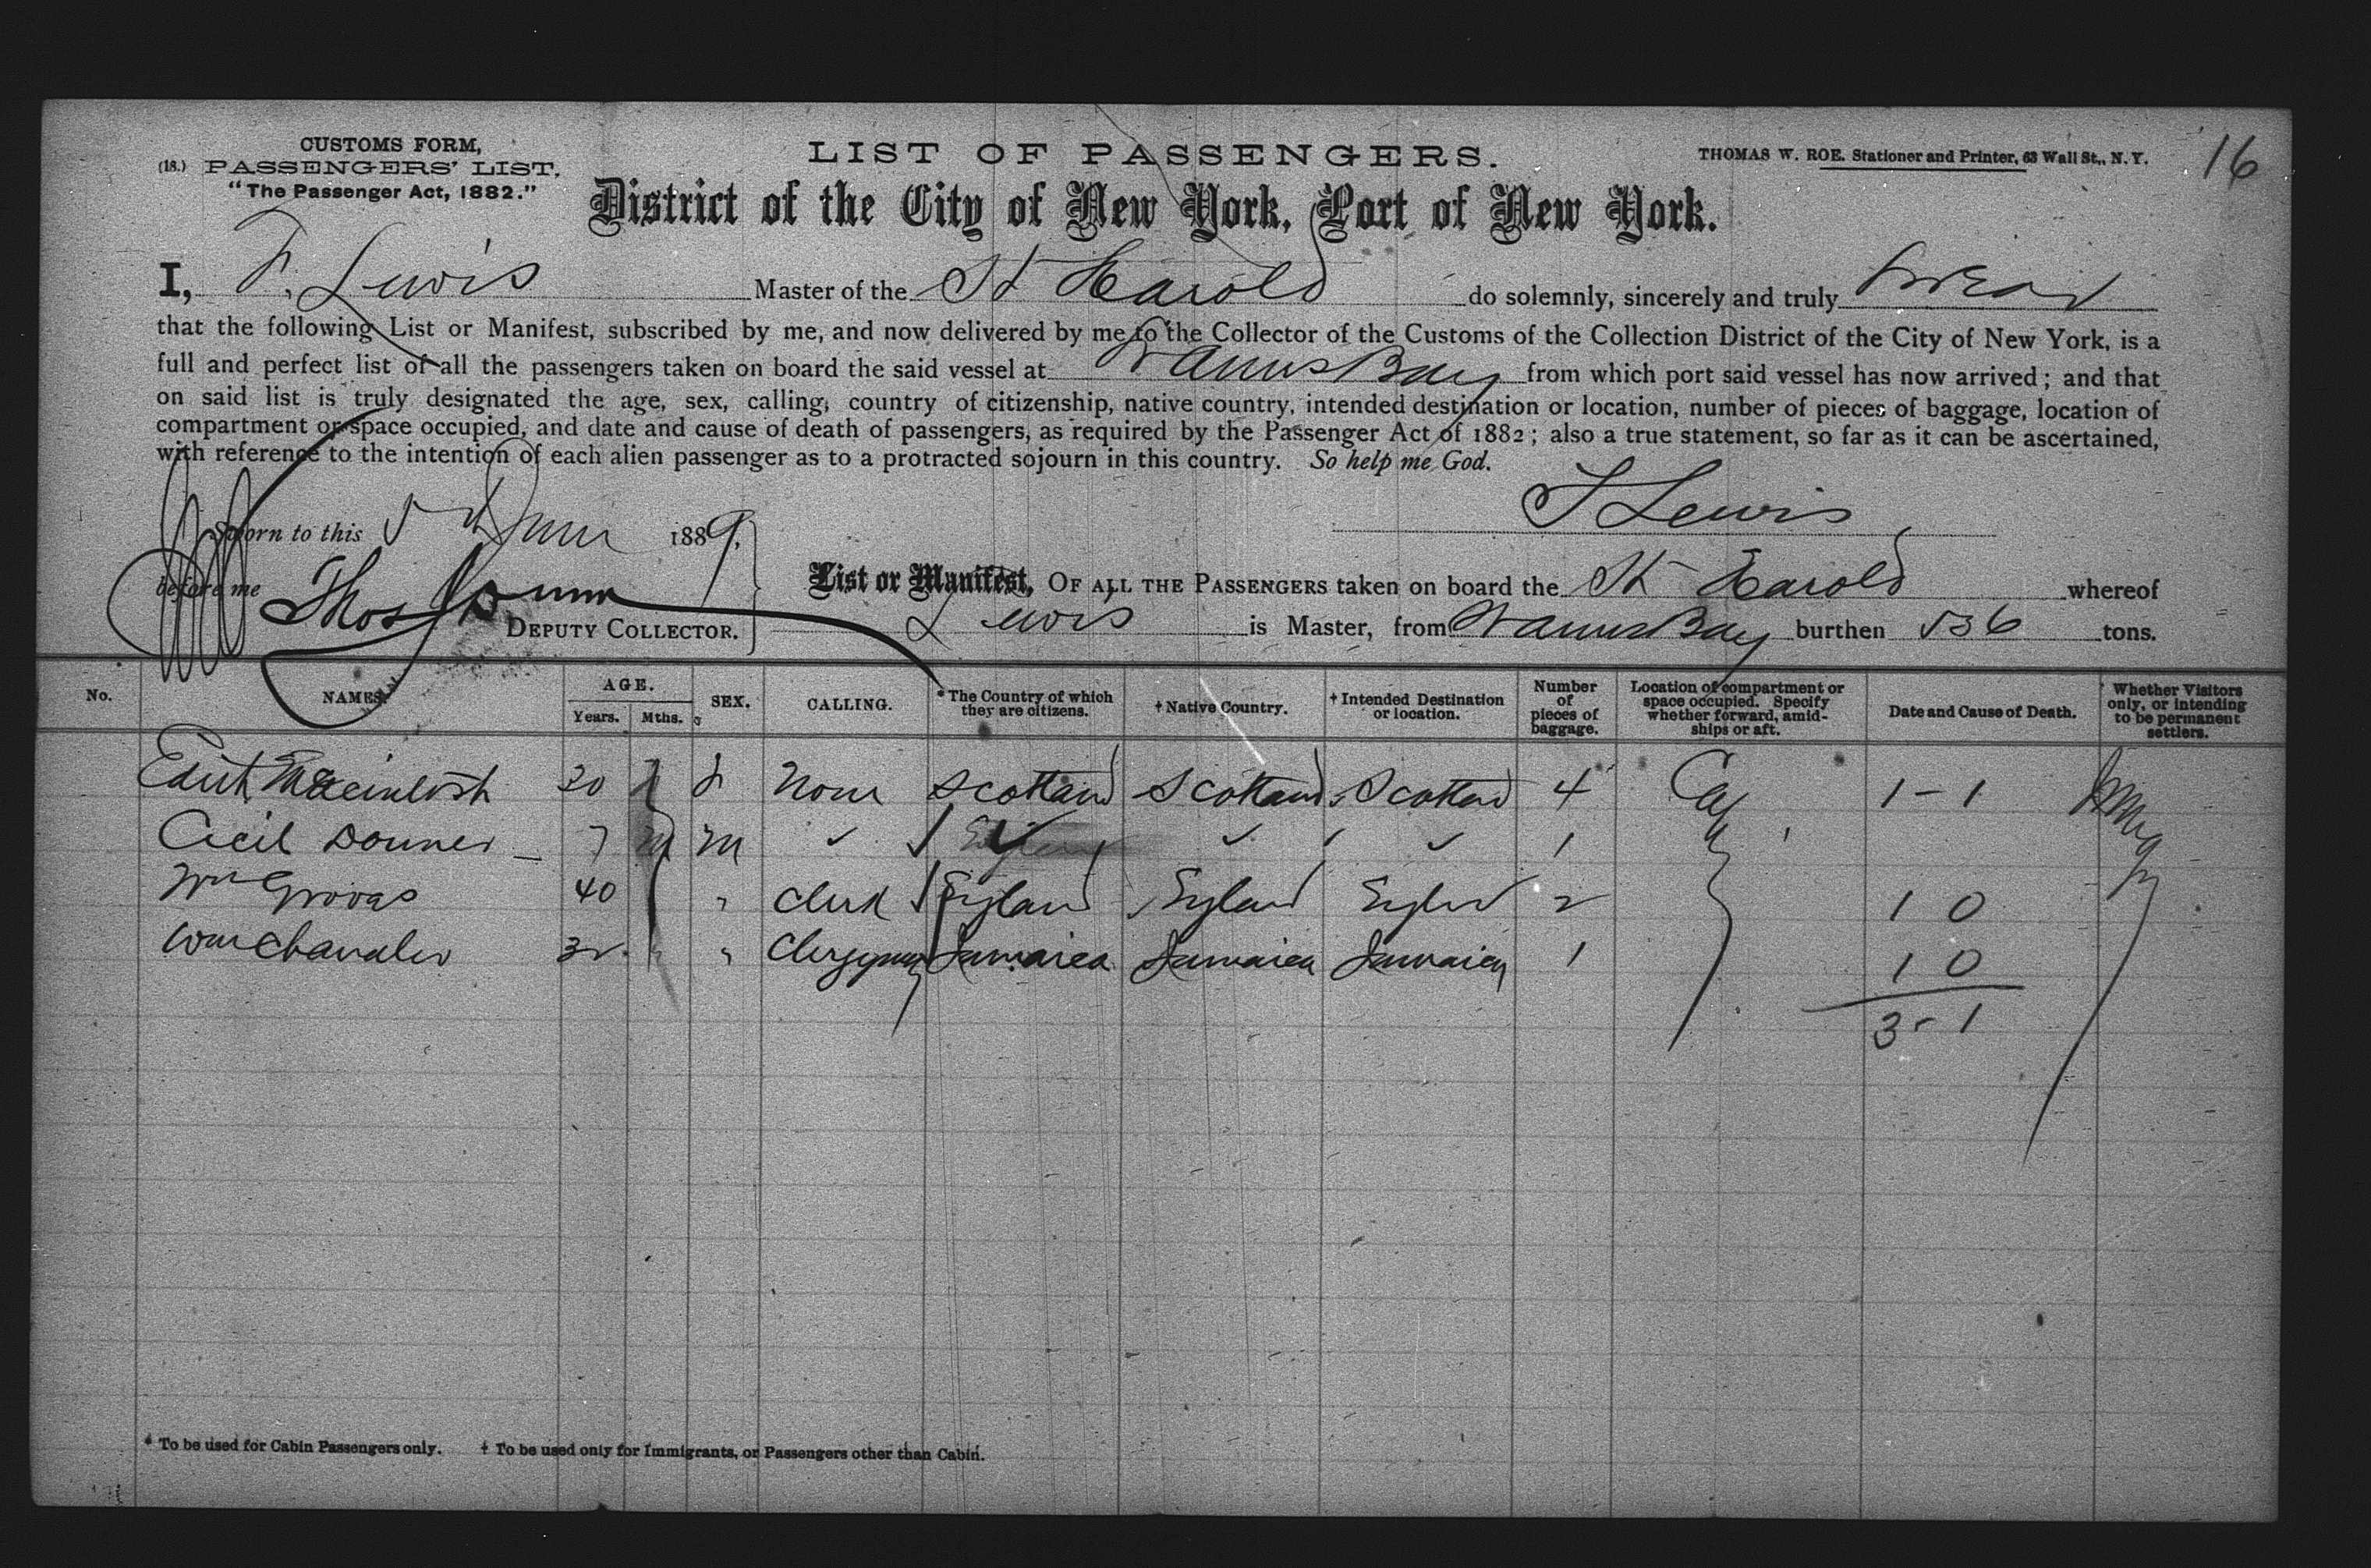 CUSTOMS FORM,
(18.) PASSENGERS' LIST.
"The Passenger Act, 1882."
LIST OF PASSENGERS.
THOMAS W. ROE. Stationer and Printer, 63 Wall St., N. Y.
16
District of the City of New York, Port of New York.
I, F. Lewis Master of the St Harold do solemnly, sincerely and truly swear
that the following List or Manifest, subscribed by me, and now delivered by me to the Collector of the Customs of the Collection District of the City of New York, is a
full and perfect list of all the passengers taken on board the said vessel at Bay from which port said vessel has now arrived; and that
on said list is truly designated the age, sex, calling, country of citizenship, native country, intended destination or location, number of pieces of baggage, location of
compartment or space occupied, and date and cause of death of passengers, as required by the Passenger Act of 1882; also a true statement, so far as it can be ascertained,
with reference to the intention of each alien passenger as to a protracted sojourn in this country. So help me God.
F Lewis
Sworn to this 5 1889.
before me Thos Dunn
DEPUTY COLLECTOR.
List or Manifest, OF ALL THE PASSENGERS taken on board the St Harold whereof
Lewis is Master, from Bay burthen 536 tons.
No. NAMES. AGE. Years. Mths. SEX. CALLING. * The Country of which they are citizens. † Native Country. † Intended Destination or location. Number of pieces of baggage. Location of compartment or space occupied. Specify whether forward, amidships or aft. Date and Cause of Death. Whether Visitors only, or intending to be permanent settlers.
Edith Mccintosh 20 f None Scotland Scotland Scotland 4 1-1
Cecil 7 m 1
Wm Groves 40 " Clerk England England England 2 1 0
Wm 32 " Clergyman Jamaica Jamaica Jamaica 1 1 0
3-1
* To be used for Cabin Passengers only. † To be used only for Immigrants, or Passengers other than Cabin.